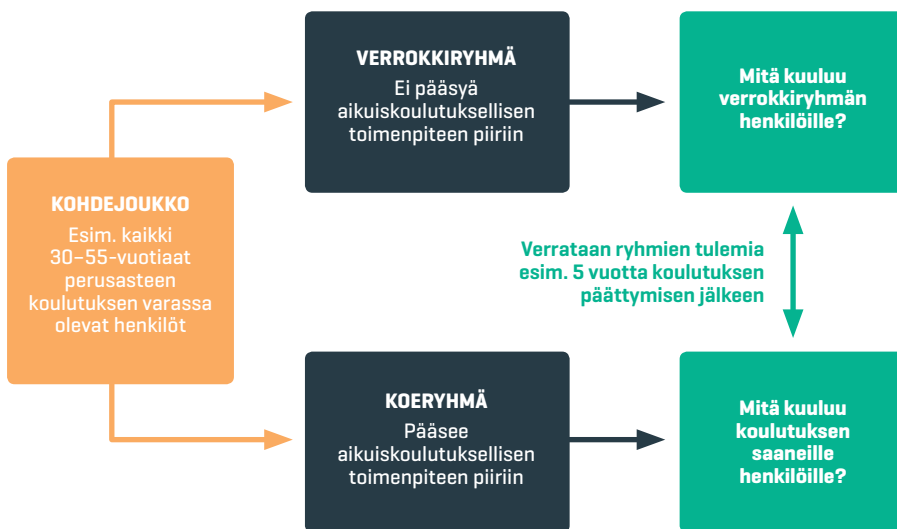 KOHDEJOUKKO
Esim. kaikki
30–55-vuotiaat
perusasteen
koulutuksen varassa
olevat henkilöt
VERROKKIRYHMÄ
Ei pääsyä
aikuiskoulutuksellisen
toimenpiteen piiriin
Mitä kuuluu
verrokkiryhmän
henkilöille?
Verrataan ryhmien tulemia
esim. 5 vuotta koulutuksen
päättymisen jälkeen
KOERYHMÄ
Pääsee
aikuiskoulutuksellisen
toimenpiteen piiriin
Mitä kuuluu
koulutuksen
saaneille
henkilöille?